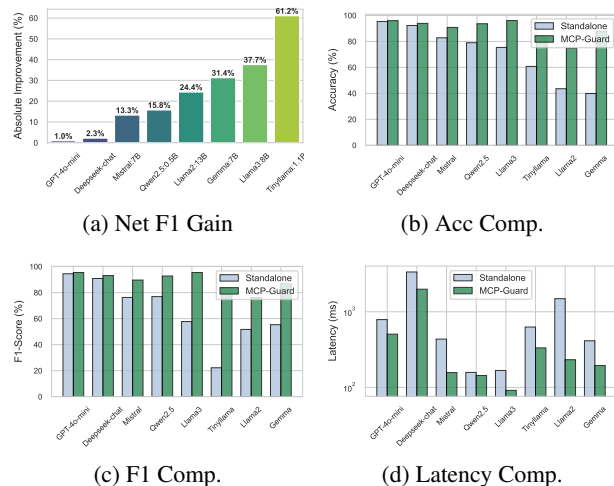 Absolute Improvement (%)
60
50
40
30
20
10
0
1.0%
2.3%
13.3%
15.8%
24.4%
31.4%
37.7%
61.2%
GPT-4o-mini
Deepseek-chat
Mistral:7B
Qwen2.5:0.5B
Llama2:13B
Gemma:7B
Llama3:8B
Tinyllama:1.1B
(a) Net F1 Gain
Accuracy (%)
100
80
60
40
20
0
Standalone
MCP-Guard
GPT-4o-mini
Deepseek-chat
Mistral
Qwen2.5
Llama3
Tinyllama
Llama2
Gemma
(b) Acc Comp.
F1-Score (%)
100
80
60
40
20
0
Standalone
MCP-Guard
GPT-4o-mini
Deepseek-chat
Mistral
Qwen2.5
Llama3
Tinyllama
Llama2
Gemma
(c) F1 Comp.
Latency (ms)
10³
10²
Standalone
MCP-Guard
GPT-4o-mini
Deepseek-chat
Mistral
Qwen2.5
Llama3
Tinyllama
Llama2
Gemma
(d) Latency Comp.